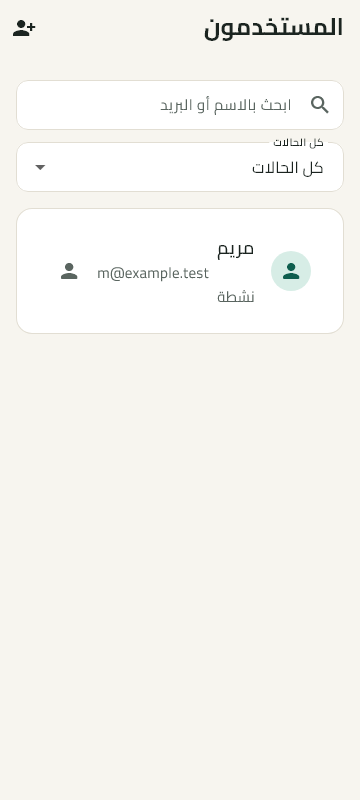 المستخدمون
ابحث بالاسم أو البريد
كل الحالات
كل الحالات
مريم
m@example.test
نشطة